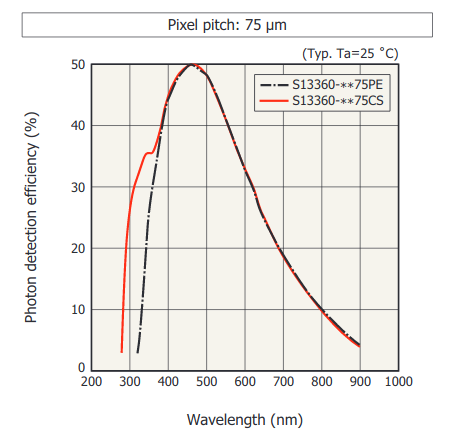 Pixel pitch: 75 µm
(Typ. Ta=25 ˚C)
50
S13360-**75PE
S13360-**75CS
40
30
20
10
0
200 300 400 500 600 700 800 900 1000
Photon detection efficiency (%)
Wavelength (nm)